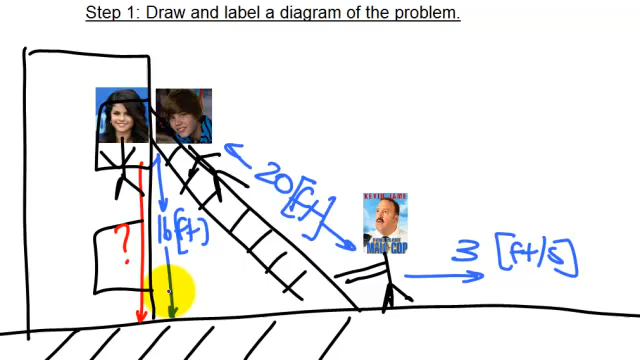 Step 1: Draw and label a diagram of the problem.
20[ft]
KEVIN JAMES
MALL COP
3 [ft/s]
16[ft]
?